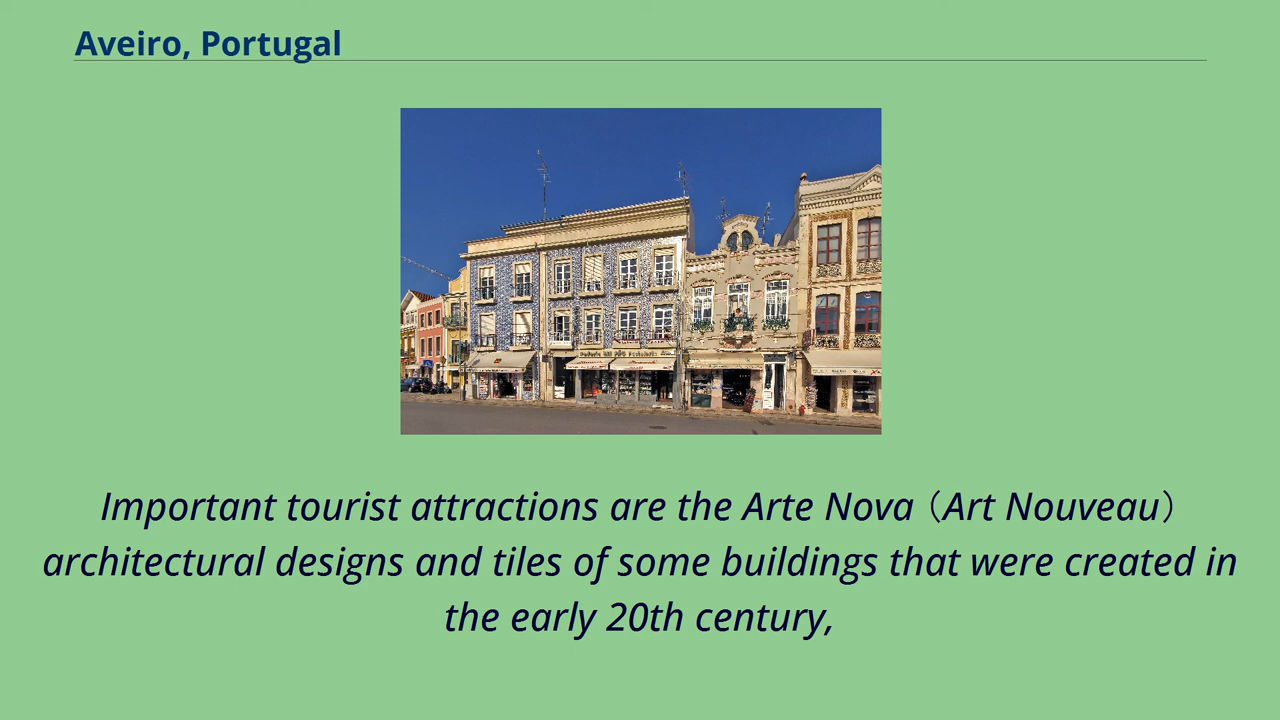 Aveiro, Portugal
Important tourist attractions are the Arte Nova（Art Nouveau）
architectural designs and tiles of some buildings that were created in
the early 20th century,